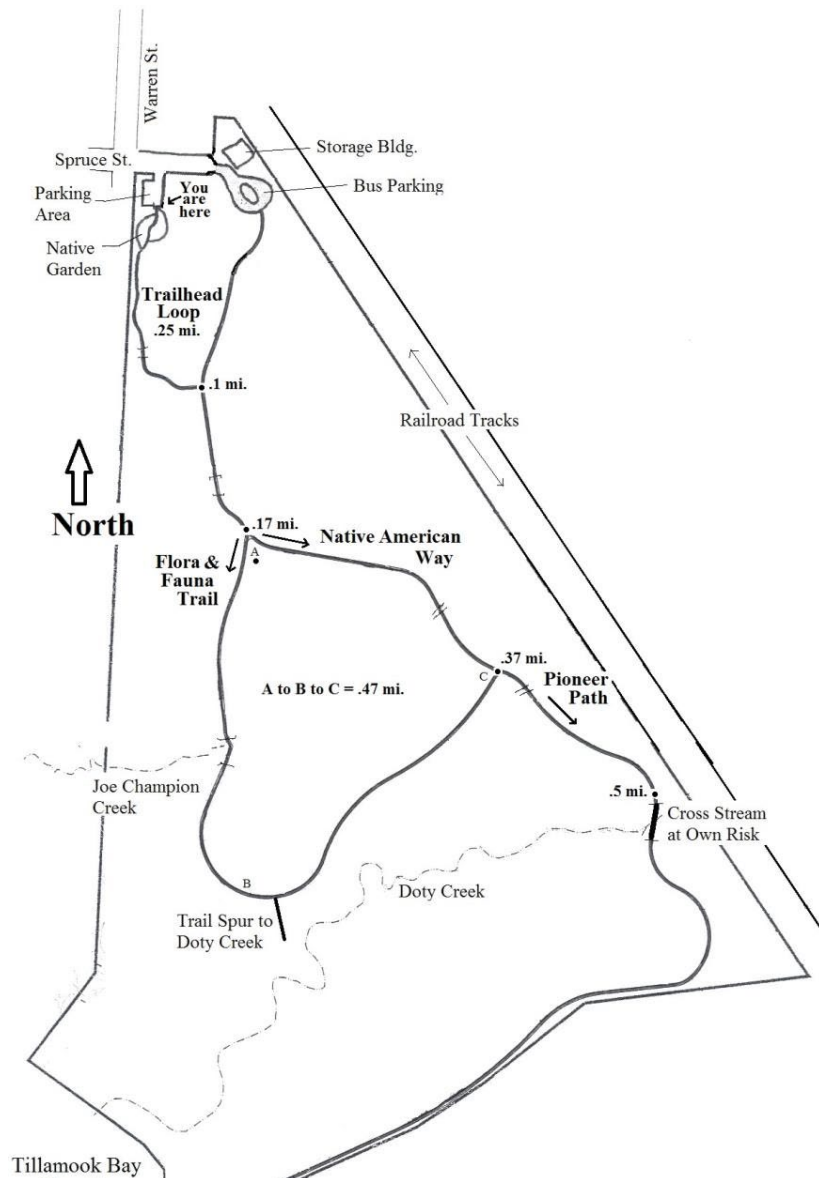 Warren St.
Storage Bldg.
Spruce St.
Bus Parking
Parking
Area
You
are
here
Native
Garden
Trailhead
Loop
.25 mi.
.1 mi.
Railroad Tracks
North
.17 mi.
Native American
Way
A
Flora &
Fauna
Trail
.37 mi.
C
A to B to C = .47 mi.
Pioneer
Path
Joe Champion
Creek
.5 mi.
Cross Stream
at Own Risk
B
Doty Creek
Trail Spur to
Doty Creek
Tillamook Bay